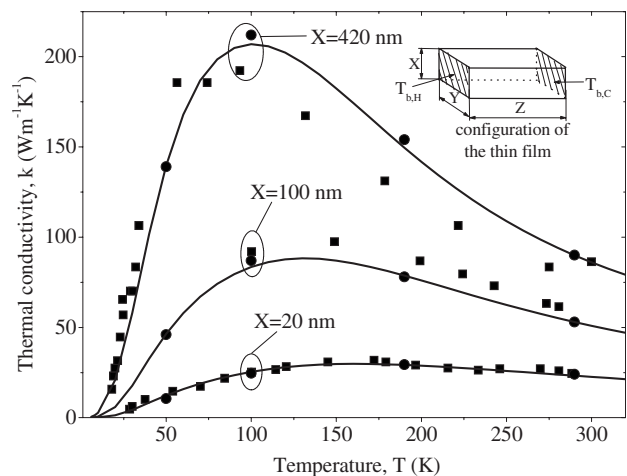 X=420 nm
X
T_b,H
Y
Z
T_b,C
configuration of
the thin film
X=100 nm
X=20 nm
200
150
100
50
0
Thermal conductivity, k (Wm⁻¹K⁻¹)
50 100 150 200 250 300
Temperature, T (K)